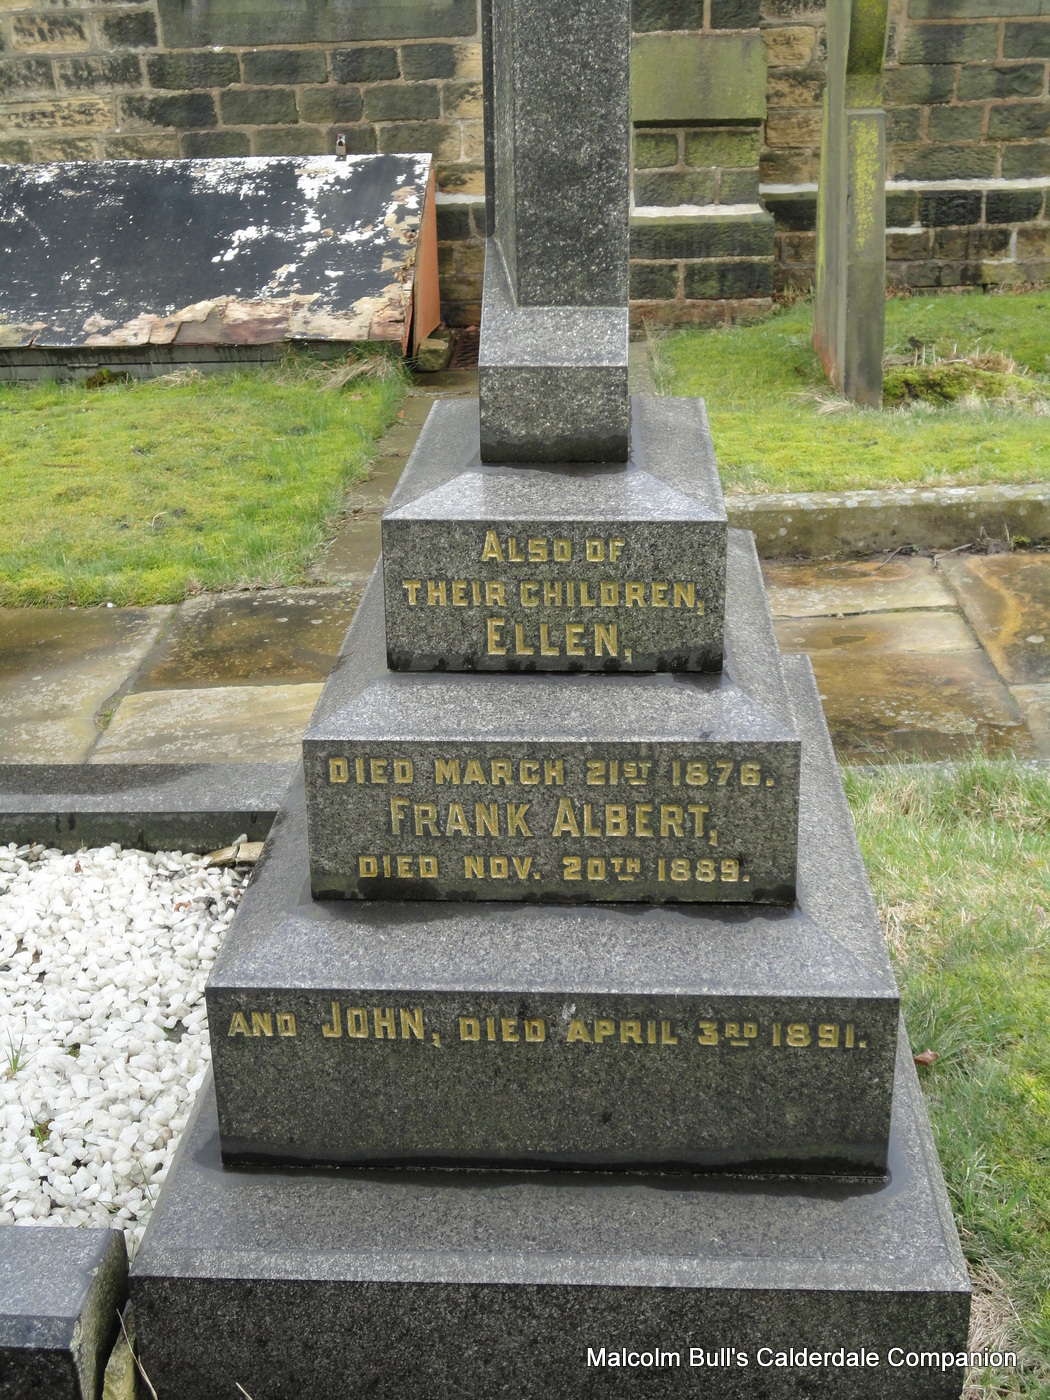 ALSO OF
THEIR CHILDREN,
ELLEN,
DIED MARCH 21ST 1876.
FRANK ALBERT,
DIED NOV. 20TH 1889.
AND JOHN, DIED APRIL 3RD 1891.
Malcolm Bull's Calderdale Companion